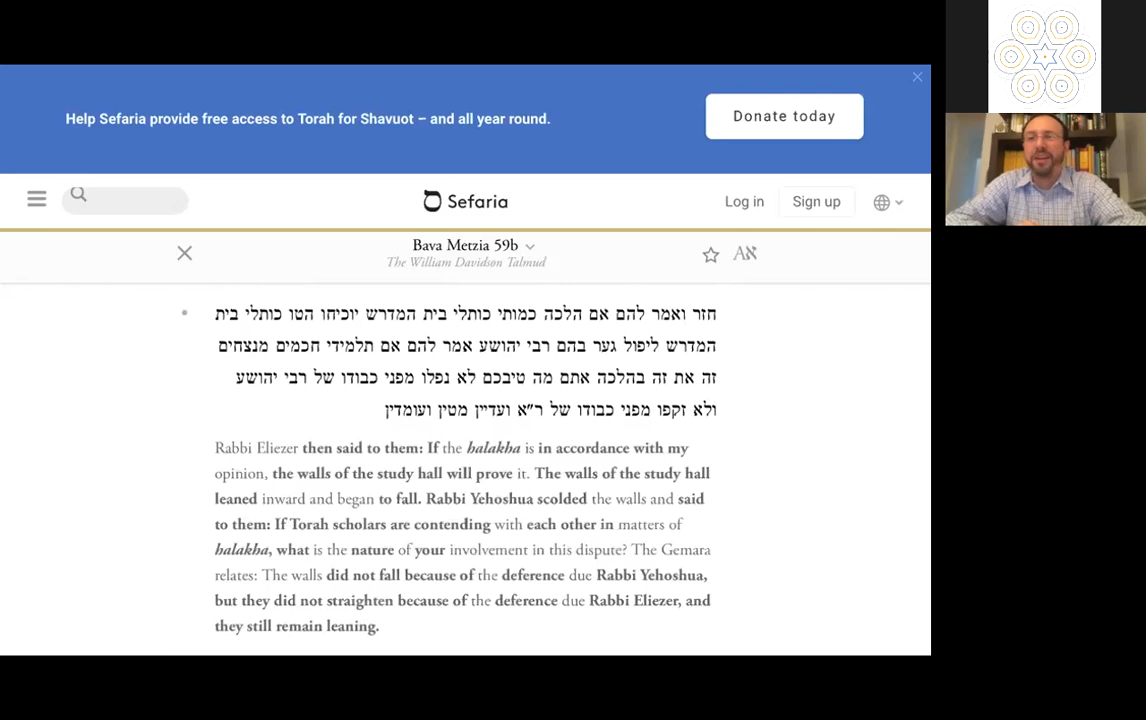 Help Sefaria provide free access to Torah for Shavuot – and all year round.
Donate today
Sefaria
Log in
Sign up
Bava Metzia 59b
The William Davidson Talmud
Aא
חזר ואמר להם אם הלכה כמותי כותלי בית המדרש יוכיחו הטו כותלי בית
המדרש ליפול גער בהם רבי יהושע אמר להם אם תלמידי חכמים מנצחים
זה את זה בהלכה אתם מה טיבכם לא נפלו מפני כבודו של רבי יהושע
ולא זקפו מפני כבודו של ר"א ועדיין מטין ועומדין
Rabbi Eliezer then said to them: If the halakha is in accordance with my
opinion, the walls of the study hall will prove it. The walls of the study hall
leaned inward and began to fall. Rabbi Yehoshua scolded the walls and said
to them: If Torah scholars are contending with each other in matters of
halakha, what is the nature of your involvement in this dispute? The Gemara
relates: The walls did not fall because of the deference due Rabbi Yehoshua,
but they did not straighten because of the deference due Rabbi Eliezer, and
they still remain leaning.